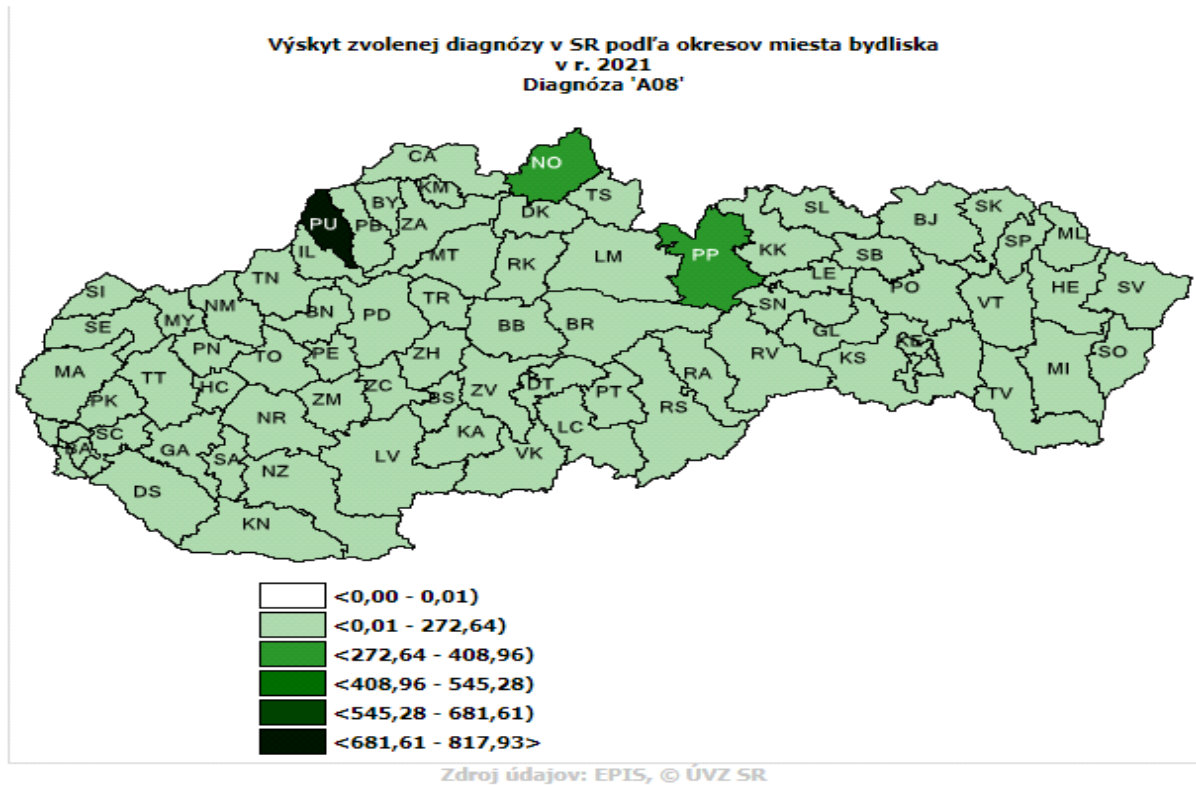 Výskyt zvolenej diagnózy v SR podľa okresov miesta bydliska
v r. 2021
Diagnóza 'A08'
CA
NO
KM
TS
BY
PU
PB
ZA
DK
SL
BJ
SK
ML
SP
IL
MT
RK
LM
PP
KK
SB
TN
LE
PO
VT
HE
SV
SI
NM
BN
TR
SN
SE
MY
PD
BB
BR
GL
KE
PN
TO
PE
ZH
RV
KS
SO
MA
TT
HC
ZC
ZV
DT
PT
RA
MI
PK
ZM
BS
RS
TV
NR
KA
LC
SC
BA
GA
SA
NZ
LV
VK
DS
KN
<0,00 - 0,01)
<0,01 - 272,64)
<272,64 - 408,96)
<408,96 - 545,28)
<545,28 - 681,61)
<681,61 - 817,93>
Zdroj údajov: EPIS, © ÚVZ SR